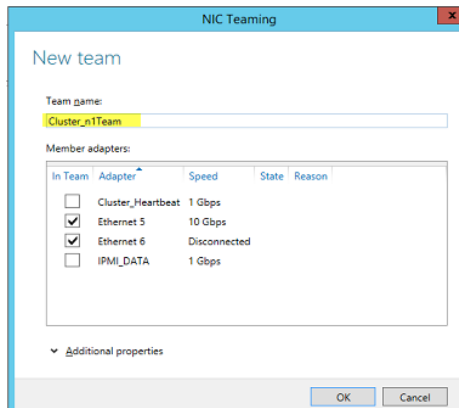 NIC Teaming
New team
Team name:
Cluster_n1Team
Member adapters:
In Team Adapter Speed State Reason
Cluster_Heartbeat 1 Gbps
Ethernet 5 10 Gbps
Ethernet 6 Disconnected
IPMI_DATA 1 Gbps
Additional properties
OK Cancel